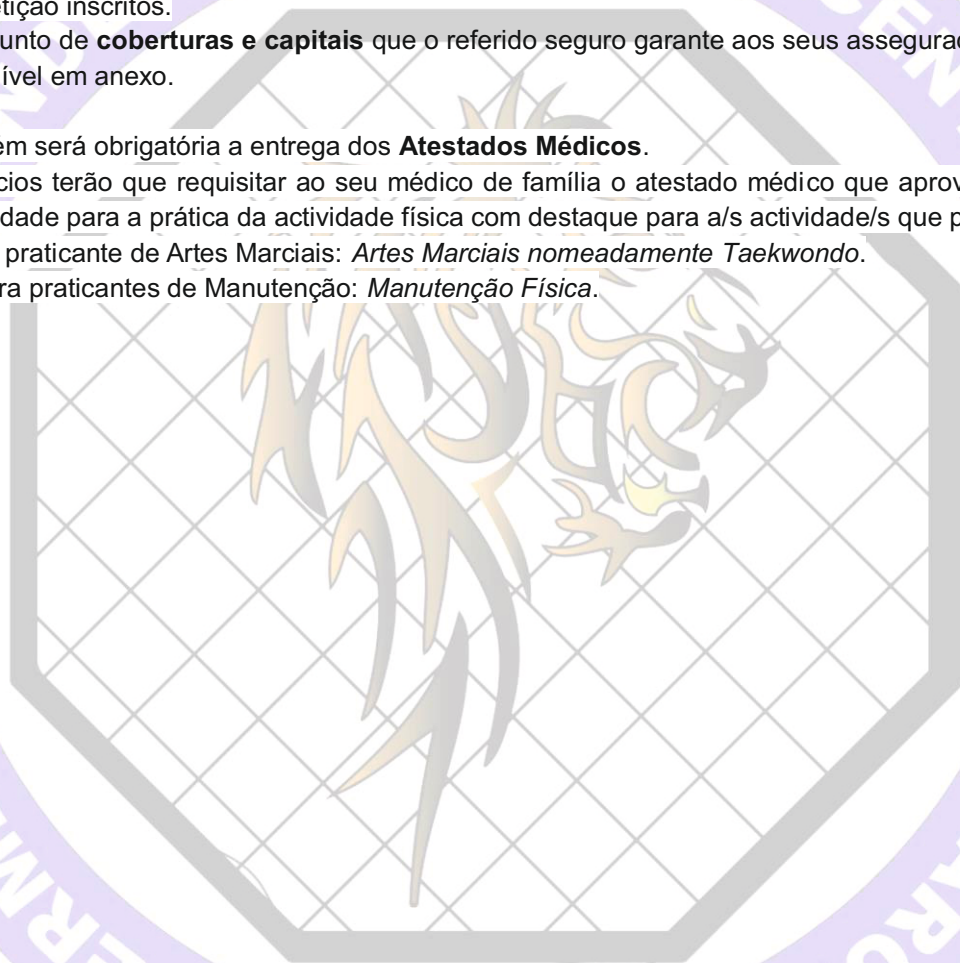 etição inscritos.
unto de coberturas e capitais que o referido seguro garante aos seus assegurad
ível em anexo.
ém será obrigatória a entrega dos Atestados Médicos.
cios terão que requisitar ao seu médico de família o atestado médico que aprov
dade para a prática da actividade física com destaque para a/s actividade/s que p
praticante de Artes Marciais: Artes Marciais nomeadamente Taekwondo.
ra praticantes de Manutenção: Manutenção Física.